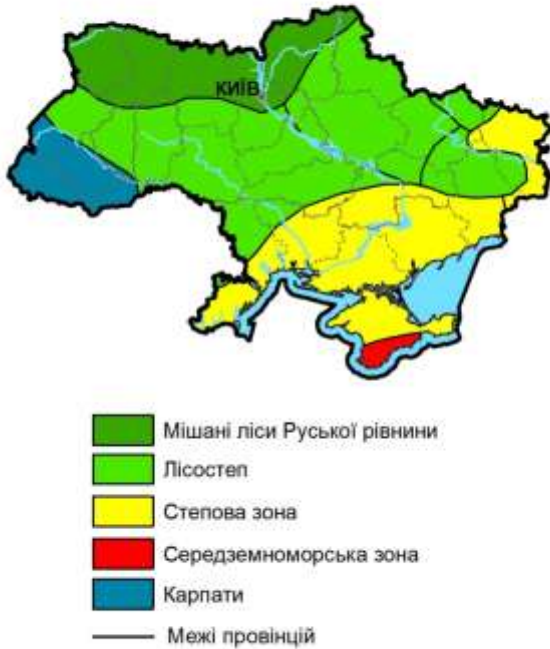 КИЇВ
Мішані ліси Руської рівнини
Лісостеп
Степова зона
Середземноморська зона
Карпати
Межі провінцій